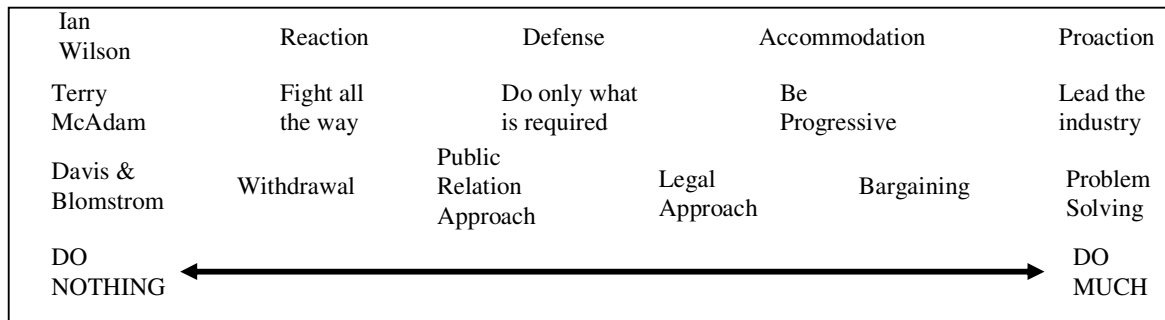 Ian
Wilson
Reaction
Defense
Accommodation
Proaction
Terry
McAdam
Fight all
the way
Do only what
is required
Be
Progressive
Lead the
industry
Davis &
Blomstrom
Withdrawal
Public
Relation
Approach
Legal
Approach
Bargaining
Problem
Solving
DO
NOTHING
DO
MUCH